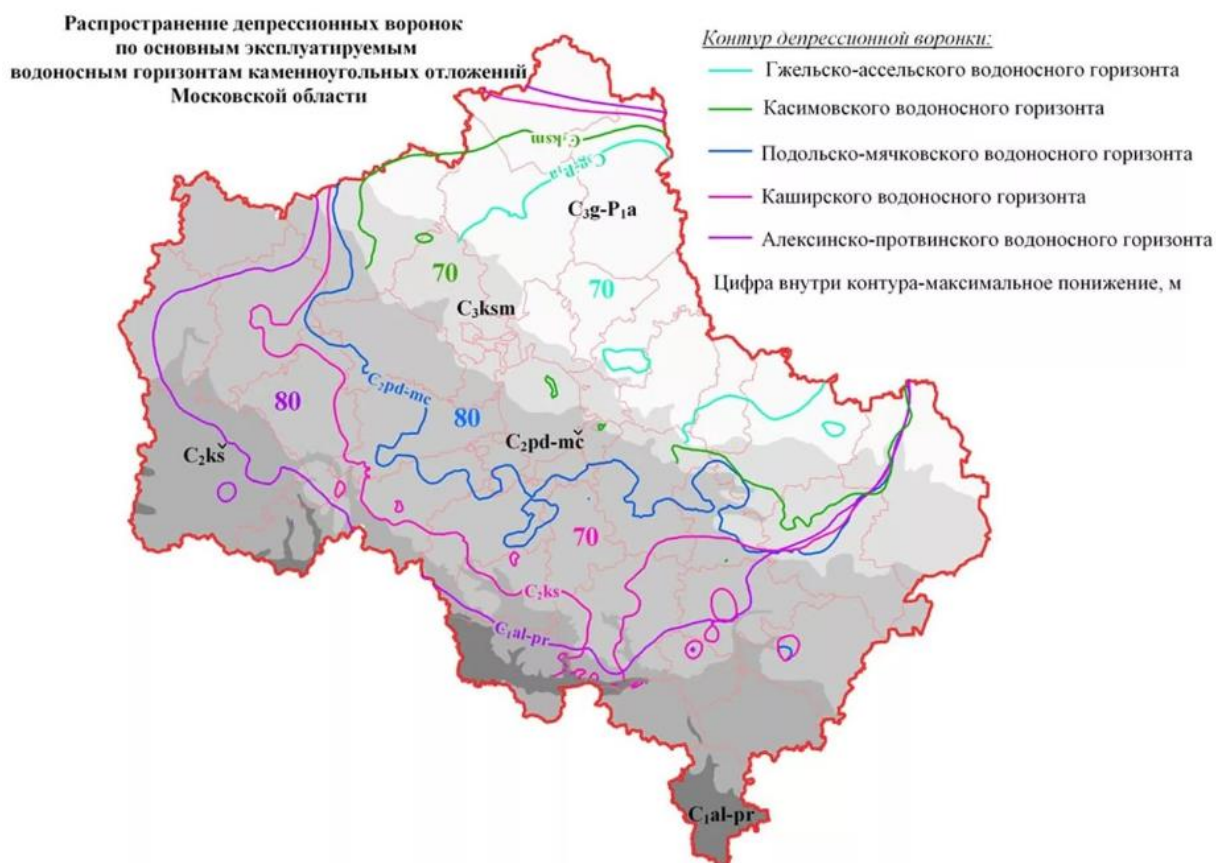 Распространение депрессионных воронок
по основным эксплуатируемым
водоносным горизонтам каменноугольных отложений
Московской области
Контур депрессионной воронки:
Гжельско-ассельского водоносного горизонта
Касимовского водоносного горизонта
Подольско-мячковского водоносного горизонта
Каширского водоносного горизонта
Алексинско-протвинского водоносного горизонта
Цифра внутри контура-максимальное понижение, м
C₃ksm
C₃g-P₁a
C₃g-P₁a
70
70
C₃ksm
C₂pd-mc
80
80
C₂pd-mč
C₂kš
70
C₂ks
C₁al-pr
C₁al-pr